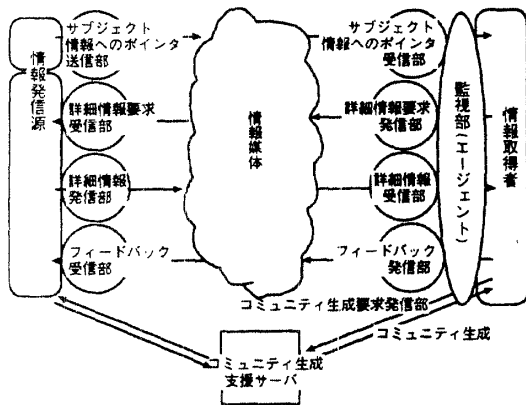 サブジェクト
情報へのポインタ
送信部
サブジェクト
情報へのポインタ
受信部
情報発信源
詳細情報要求
受信部
情報媒体
詳細情報要求
発信部
監視部(エージェント)
情報取得者
詳細情報
発信部
詳細情報
受信部
フィードバック
受信部
フィードバック
発信部
コミュニティ生成要求発信部
コミュニティ生成
コミュニティ生成
支援サーバ